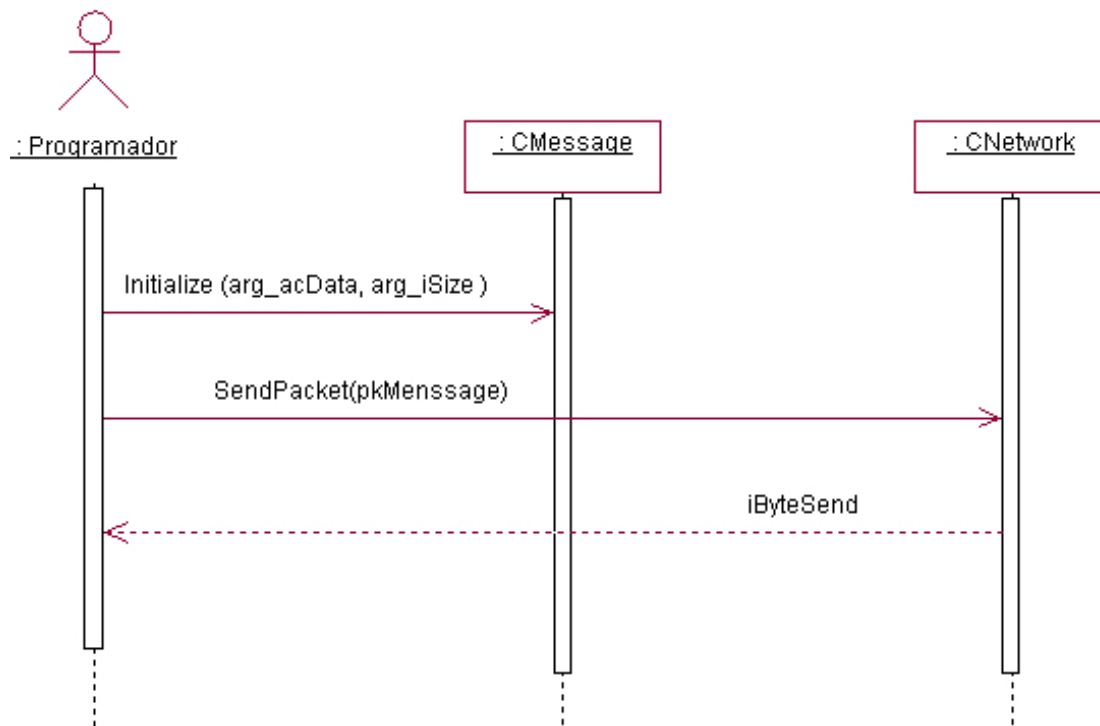 : Programador
: CMessage
: CNetwork
Initialize (arg_acData, arg_iSize )
SendPacket(pkMenssage)
iByteSend